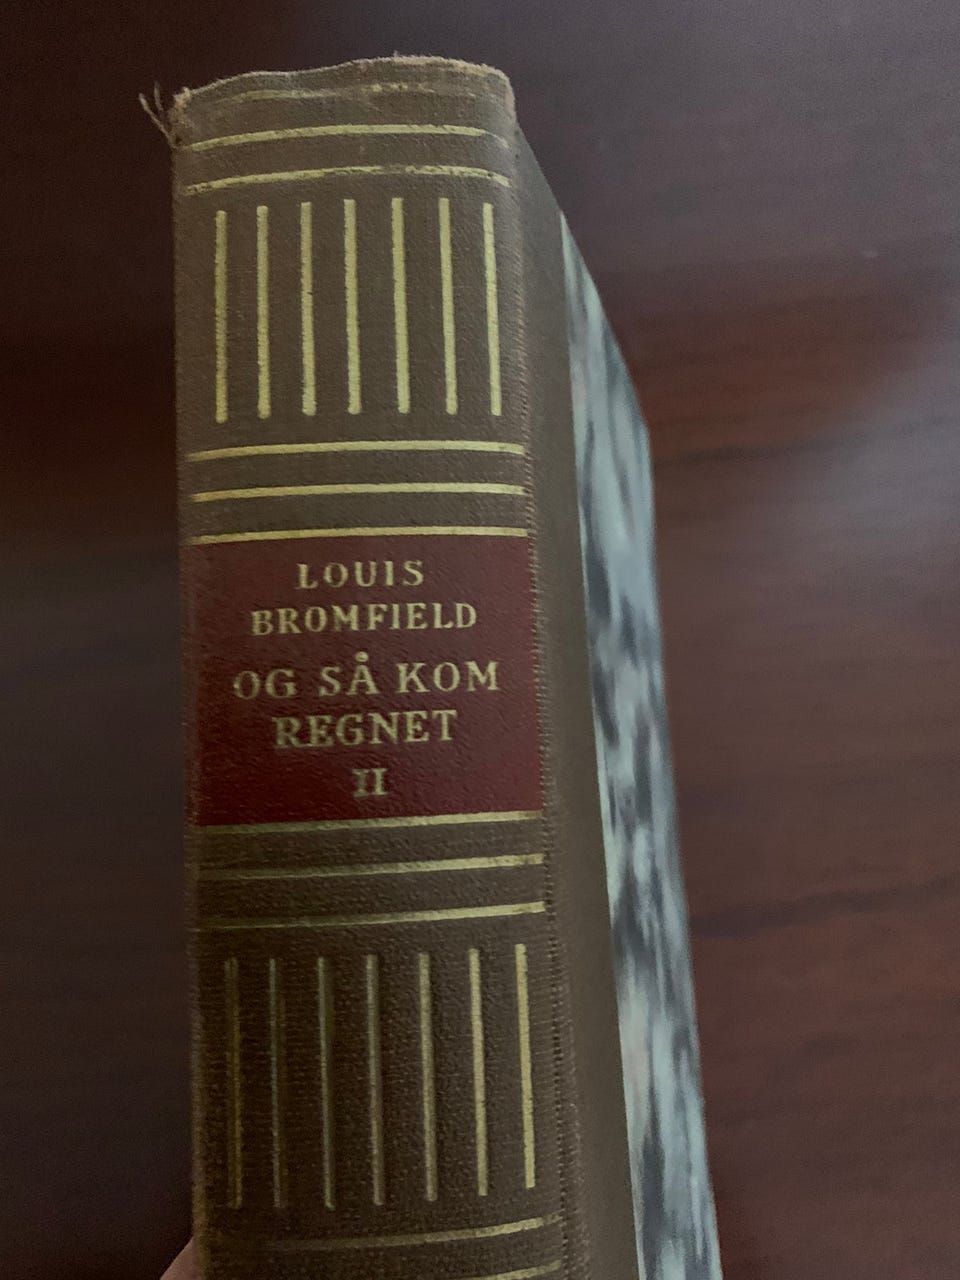 LOUIS
BROMFIELD
OG SÅ KOM
REGNET
II